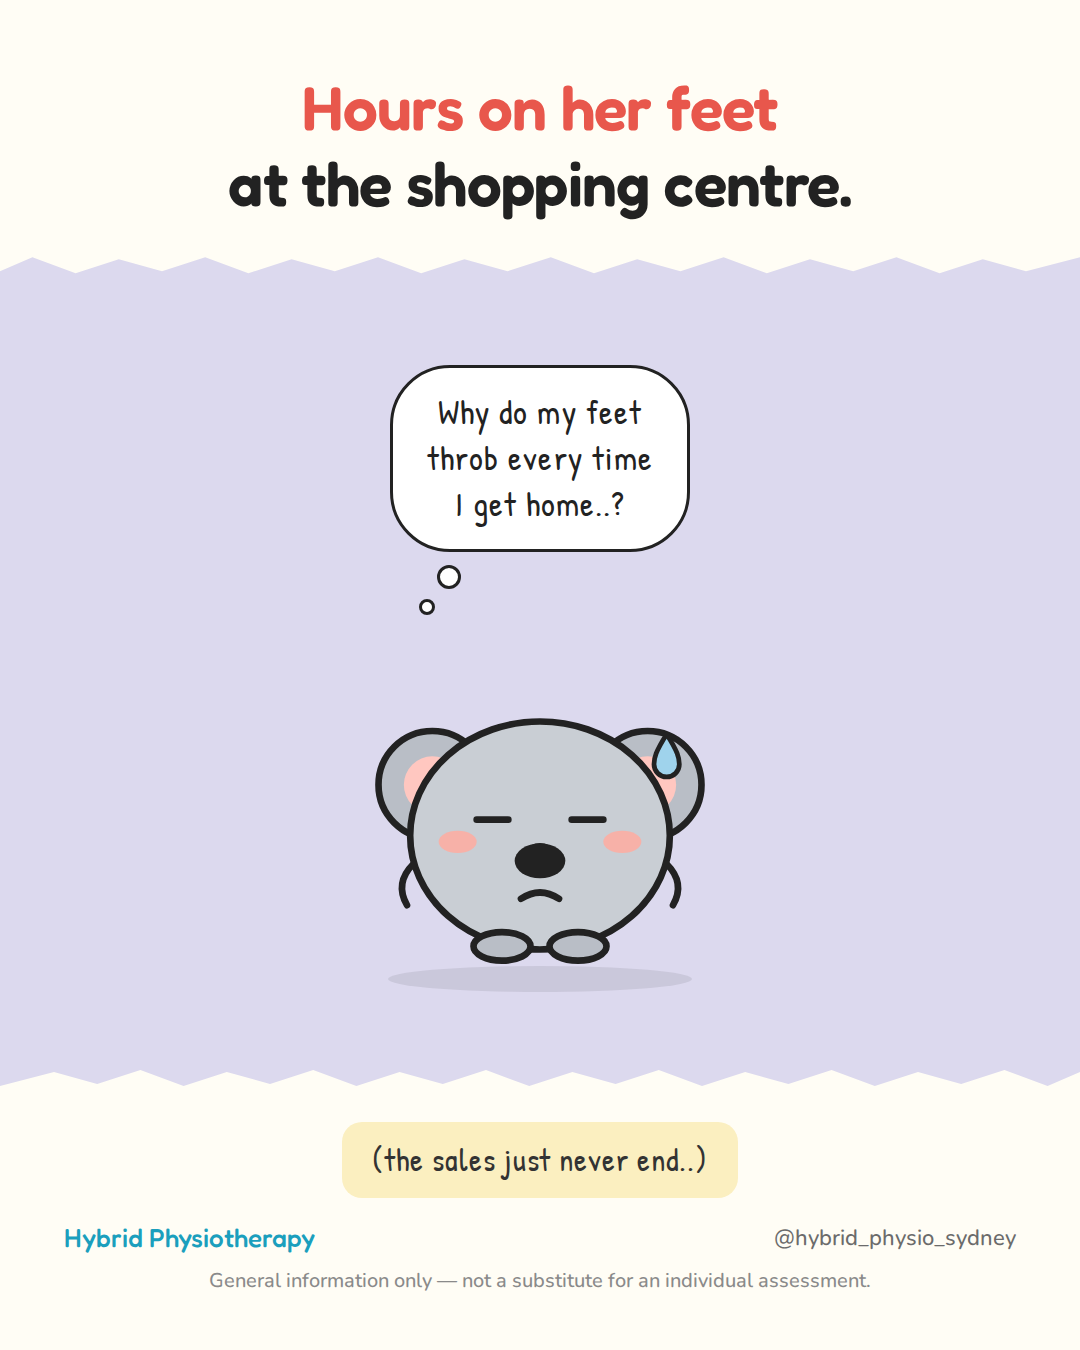 Hours on her feet
at the shopping centre.
Why do my feet
throb every time
I get home..?
(the sales just never end..)
Hybrid Physiotherapy
@hybrid_physio_sydney
General information only — not a substitute for an individual assessment.